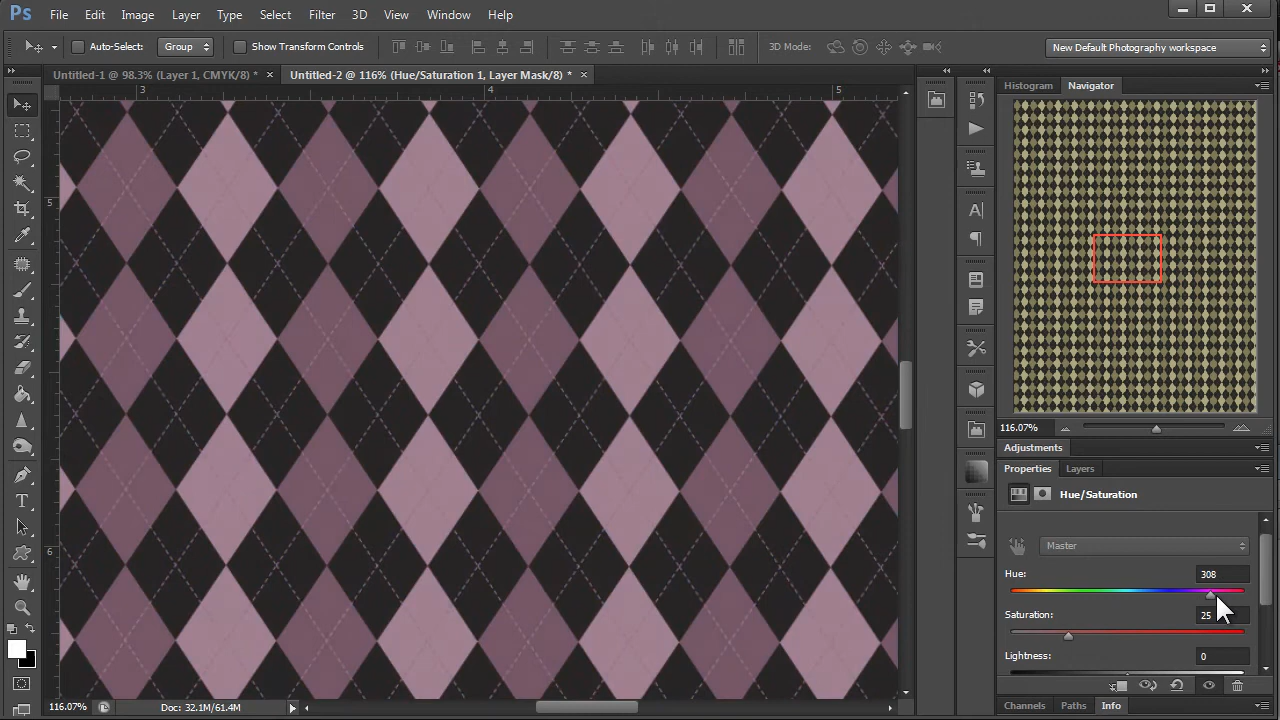 Ps File Edit Image Layer Type Select Filter 3D View Window Help
Auto-Select: Group Show Transform Controls 3D Mode: New Default Photography workspace
Untitled-1 @ 98.3% (Layer 1, CMYK/8) * Untitled-2 @ 116% (Hue/Saturation 1, Layer Mask/8) *
Histogram Navigator
3 4 5
5
6
116.07%
Adjustments
Properties Layers
Hue/Saturation
Master
Hue: 308
Saturation: 25
Lightness: 0
116.07% Doc: 32.1M/61.4M
Channels Paths Info